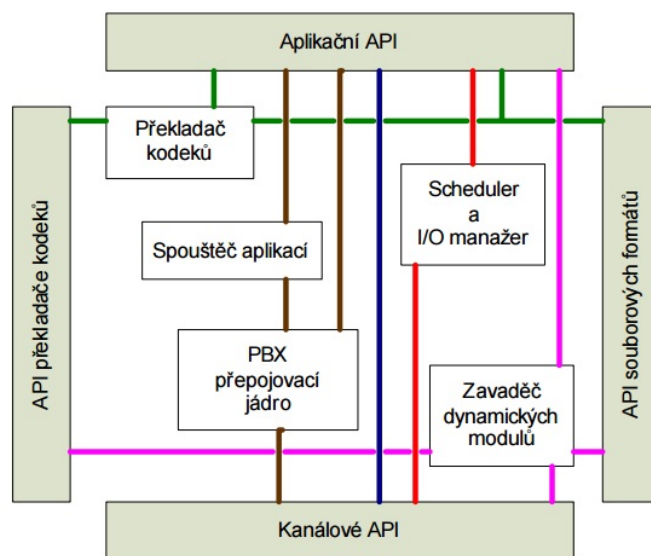 Aplikační API
Překladač
kodeků
Scheduler
a
I/O manažer
Spouštěč aplikací
API překladače kodeků
API souborových formátů
PBX
přepojovací
jádro
Zavaděč
dynamických
modulů
Kanálové API